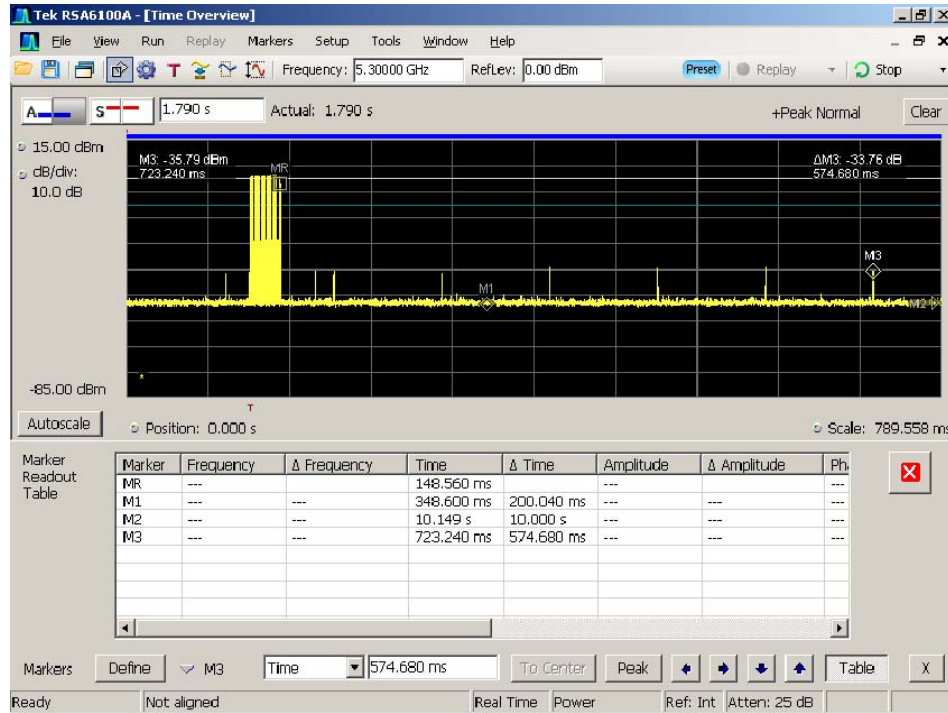 Tek RSA6100A - [Time Overview]
File View Run Replay Markers Setup Tools Window Help
Frequency: 5.30000 GHz RefLev: 0.00 dBm Preset Replay Stop
A S 1.790 s Actual: 1.790 s +Peak Normal Clear
15.00 dBm
dB/div:
10.0 dB
M3: -35.79 dBm
723.240 ms
MR
ΔM3: -33.76 dB
574.680 ms
M3
M1
M2
-85.00 dBm
T
Autoscale Position: 0.000 s Scale: 789.558 ms
Marker
Readout
Table
Marker Frequency Δ Frequency Time Δ Time Amplitude Δ Amplitude Ph
MR --- 148.560 ms --- ---
M1 --- --- 348.600 ms 200.040 ms --- --- ---
M2 --- --- 10.149 s 10.000 s --- --- ---
M3 --- --- 723.240 ms 574.680 ms --- --- ---
Markers Define M3 Time 574.680 ms To Center Peak Table X
Ready Not aligned Real Time Power Ref: Int Atten: 25 dB